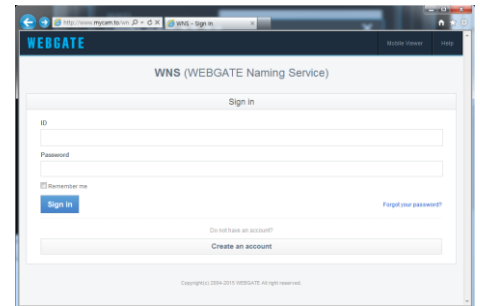 http://www.mycam.to/wn
WNS - Sign in
WEBGATE
Mobile Viewer Help
WNS (WEBGATE Naming Service)
Sign in
ID
Password
Remember me
Sign in
Forgot your password?
Do not have an account?
Create an account
Copyright(c) 2004-2015 WEBGATE All right reserved.